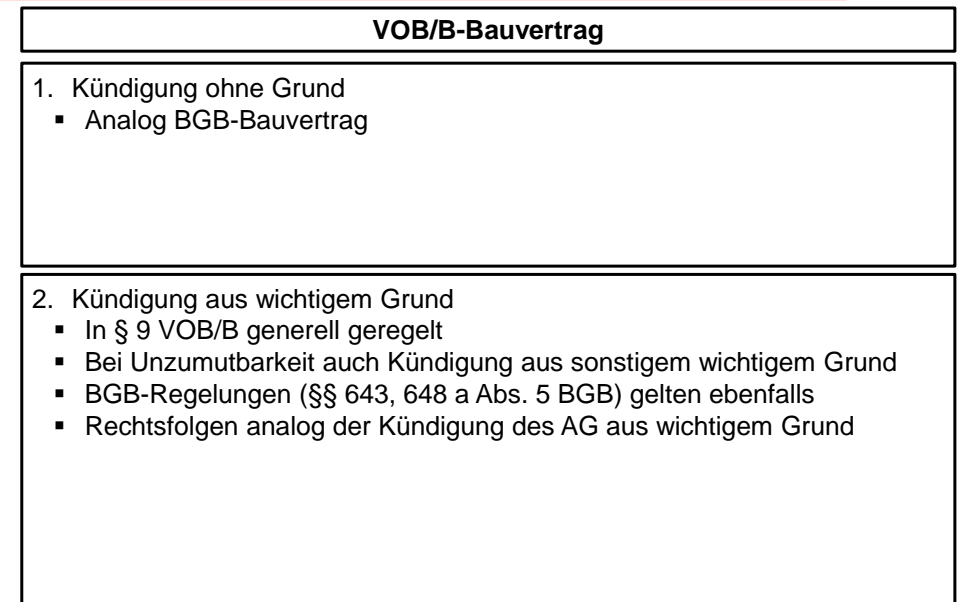 VOB/B-Bauvertrag
1. Kündigung ohne Grund
▪ Analog BGB-Bauvertrag
2. Kündigung aus wichtigem Grund
▪ In § 9 VOB/B generell geregelt
▪ Bei Unzumutbarkeit auch Kündigung aus sonstigem wichtigem Grund
▪ BGB-Regelungen (§§ 643, 648 a Abs. 5 BGB) gelten ebenfalls
▪ Rechtsfolgen analog der Kündigung des AG aus wichtigem Grund